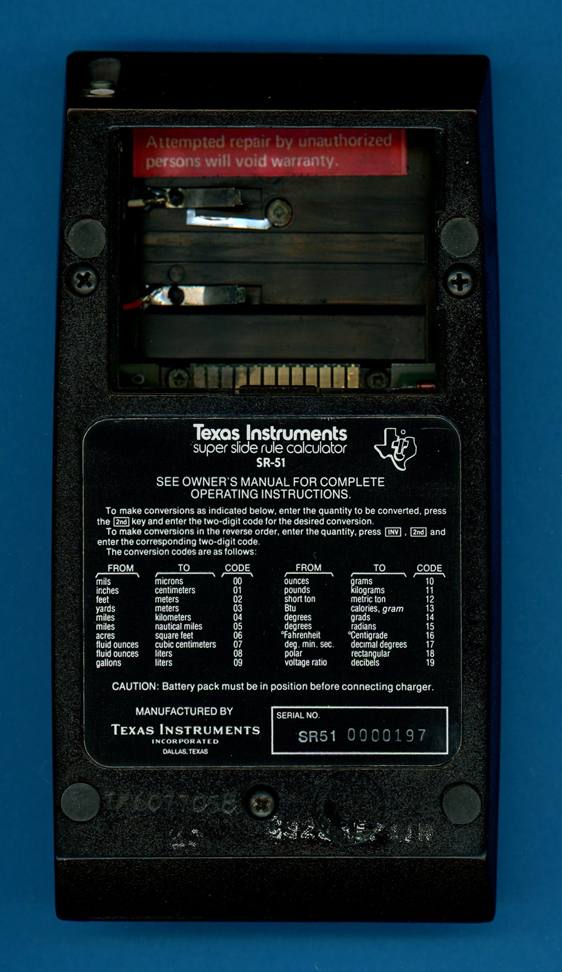 Attempted repair by unauthorized
persons will void warranty.
Texas Instruments
super slide rule calculator
SR-51
SEE OWNER'S MANUAL FOR COMPLETE
OPERATING INSTRUCTIONS.
To make conversions as indicated below, enter the quantity to be converted, press
the 2nd key and enter the two-digit code for the desired conversion.
To make conversions in the reverse order, enter the quantity, press INV , 2nd and
enter the corresponding two-digit code.
The conversion codes are as follows:
FROM TO CODE FROM TO CODE
mils microns 00 ounces grams 10
inches centimeters 01 pounds kilograms 11
feet meters 02 short ton metric ton 12
yards meters 03 Btu calories, gram 13
miles kilometers 04 degrees grads 14
miles nautical miles 05 degrees radians 15
acres square feet 06 °Fahrenheit °Centigrade 16
fluid ounces cubic centimeters 07 deg. min. sec. decimal degrees 17
fluid ounces liters 08 polar rectangular 18
gallons liters 09 voltage ratio decibels 19
CAUTION: Battery pack must be in position before connecting charger.
MANUFACTURED BY
TEXAS INSTRUMENTS
INCORPORATED
DALLAS, TEXAS
SERIAL NO.
SR51 0000197